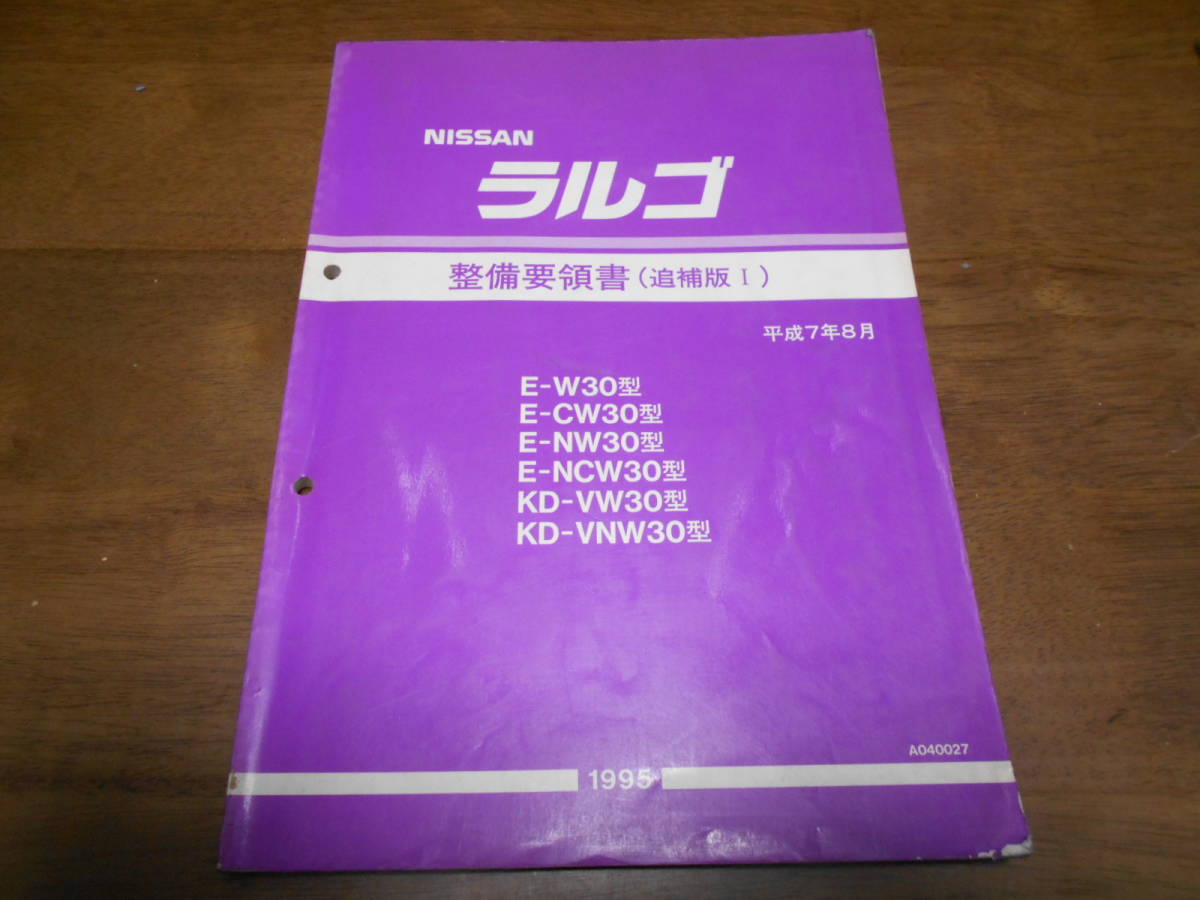 NISSAN
ラルゴ
整備要領書(追補版 I)
平成7年8月
E-W30型
E-CW30型
E-NW30型
E-NCW30型
KD-VW30型
KD-VNW30型
A040027
1995